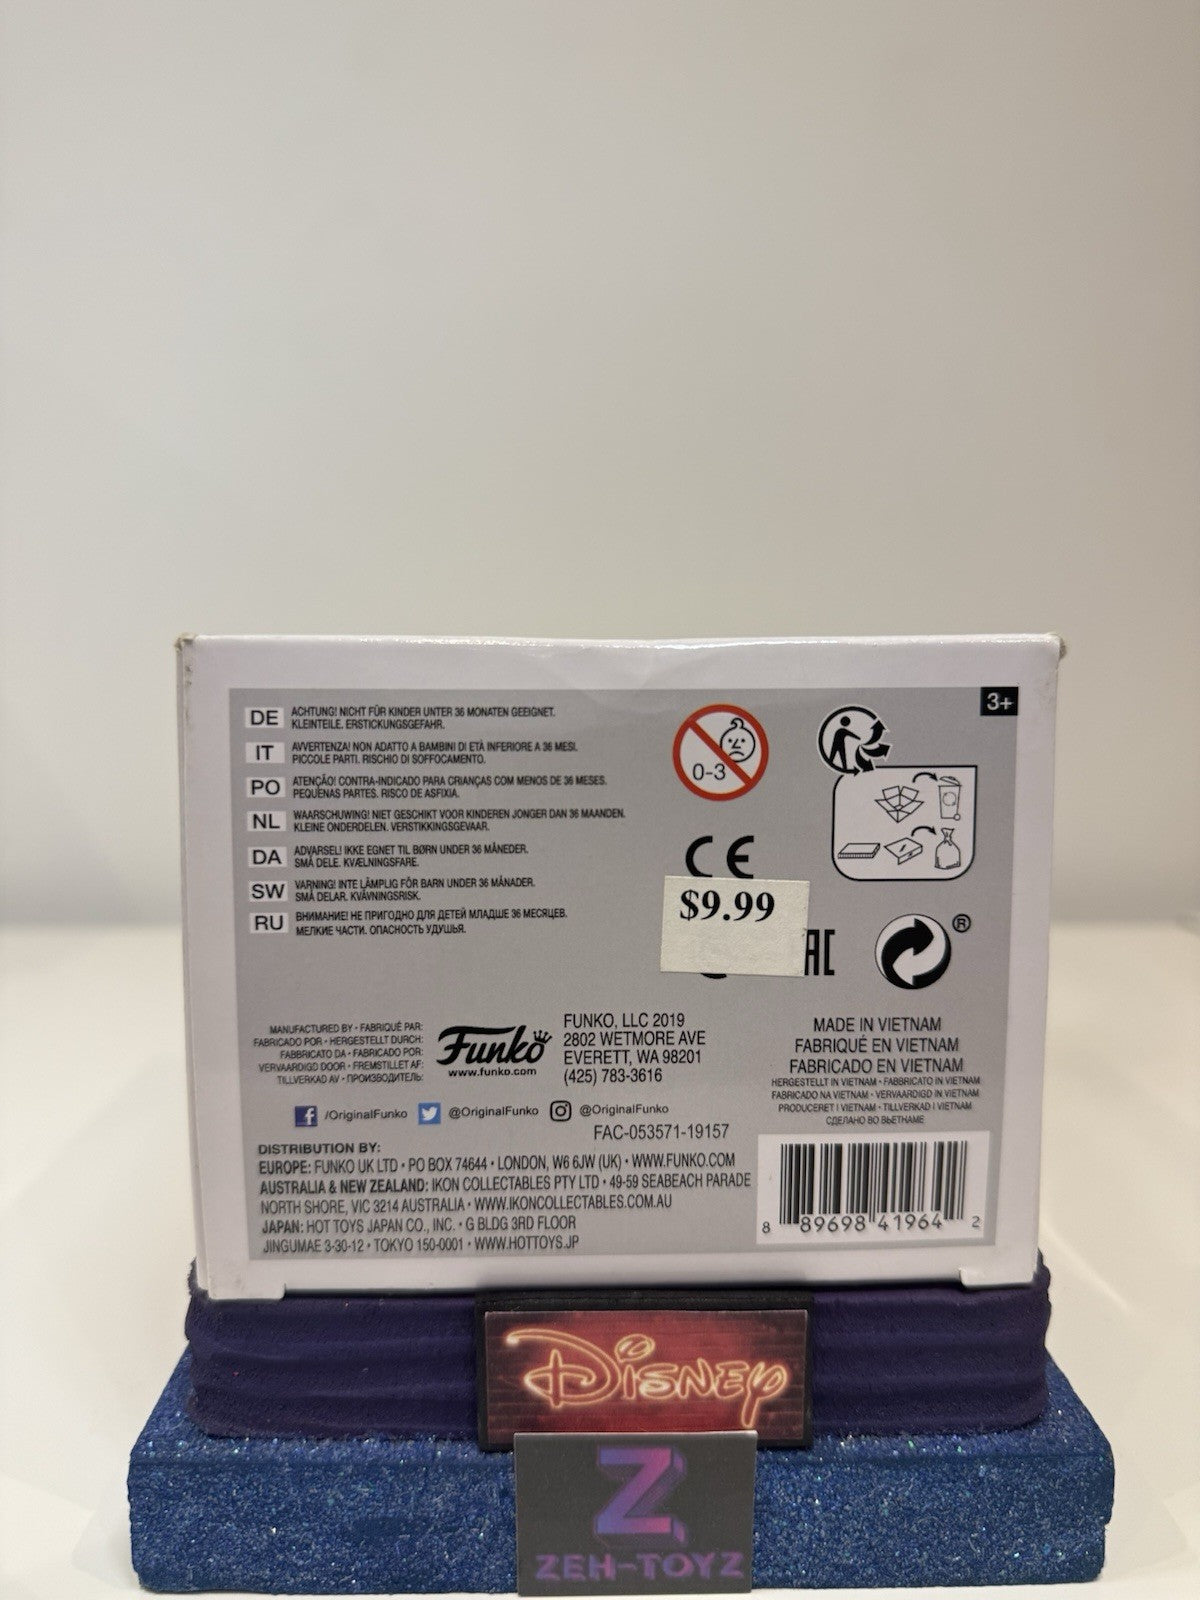 3+
DE ACHTUNG! NICHT FÜR KINDER UNTER 36 MONATEN GEEIGNET.
KLEINTEILE. ERSTICKUNGSGEFAHR.
IT AVVERTENZA! NON ADATTO A BAMBINI DI ETÀ INFERIORE A 36 MESI.
PICCOLE PARTI. RISCHIO DI SOFFOCAMENTO.
PO ATENÇÃO! CONTRA-INDICADO PARA CRIANÇAS COM MENOS DE 36 MESES.
PEQUENAS PARTES. RISCO DE ASFIXIA.
NL WAARSCHUWING! NIET GESCHIKT VOOR KINDEREN JONGER DAN 36 MAANDEN.
KLEINE ONDERDELEN. VERSTIKKINGSGEVAAR.
DA ADVARSEL! IKKE EGNET TIL BØRN UNDER 36 MÅNEDER.
SMÅ DELE. KVÆLNINGSFARE.
SW VARNING! INTE LÄMPLIG FÖR BARN UNDER 36 MÅNADER.
SMÅ DELAR. KVÄVNINGSRISK.
RU ВНИМАНИЕ! НЕ ПРИГОДНО ДЛЯ ДЕТЕЙ МЛАДШЕ 36 МЕСЯЦЕВ.
МЕЛКИЕ ЧАСТИ. ОПАСНОСТЬ УДУШЬЯ.
0-3
CE
$9.99
®
MANUFACTURED BY • FABRIQUÉ PAR:
FABRICADO POR • HERGESTELLT DURCH:
FABBRICATO DA • FABRICADO POR:
VERVAARDIGD DOOR • FREMSTILLET AF:
TILLVERKAD AV • ПРОИЗВОДИТЕЛЬ:
Funko
www.funko.com
FUNKO, LLC 2019
2802 WETMORE AVE
EVERETT, WA 98201
(425) 783-3616
MADE IN VIETNAM
FABRIQUÉ EN VIETNAM
FABRICADO EN VIETNAM
HERGESTELLT IN VIETNAM • FABBRICATO IN VIETNAM
FABRICADO NA VIETNAM • VERVAARDIGD IN VIETNAM
PRODUCERET I VIETNAM • TILLVERKAD I VIETNAM
СДЕЛАНО ВО ВЬЕТНАМЕ
f /OriginalFunko @OriginalFunko @OriginalFunko
FAC-053571-19157
DISTRIBUTION BY:
EUROPE: FUNKO UK LTD • PO BOX 74644 • LONDON, W6 6JW (UK) • WWW.FUNKO.COM
AUSTRALIA & NEW ZEALAND: IKON COLLECTABLES PTY LTD • 49-59 SEABEACH PARADE
NORTH SHORE, VIC 3214 AUSTRALIA • WWW.IKONCOLLECTABLES.COM.AU
JAPAN: HOT TOYS JAPAN CO., INC. • G BLDG 3RD FLOOR
JINGUMAE 3-30-12 • TOKYO 150-0001 • WWW.HOTTOYS.JP
8 89698 41964 2
DISNEY
Z
ZEH-TOYZ